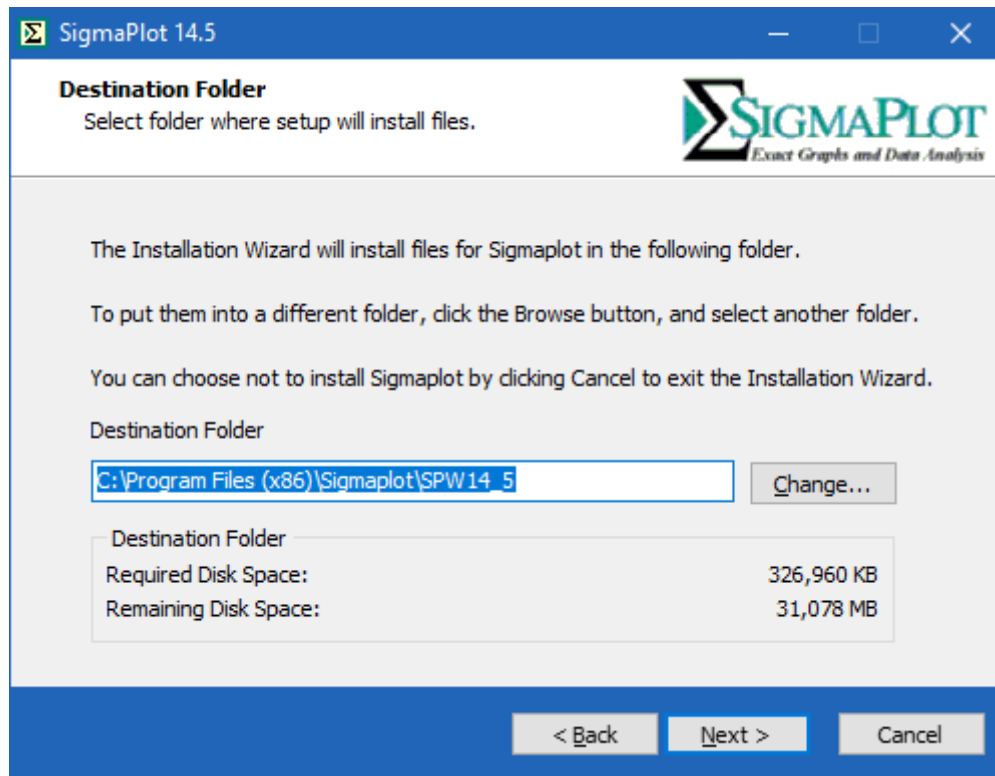 SigmaPlot 14.5
Destination Folder
Select folder where setup will install files.
SIGMAPLOT
Exact Graphs and Data Analysis
The Installation Wizard will install files for Sigmaplot in the following folder.
To put them into a different folder, click the Browse button, and select another folder.
You can choose not to install Sigmaplot by clicking Cancel to exit the Installation Wizard.
Destination Folder
C:\Program Files (x86)\Sigmaplot\SPW14_5
Change...
Destination Folder
Required Disk Space: 326,960 KB
Remaining Disk Space: 31,078 MB
< Back Next > Cancel